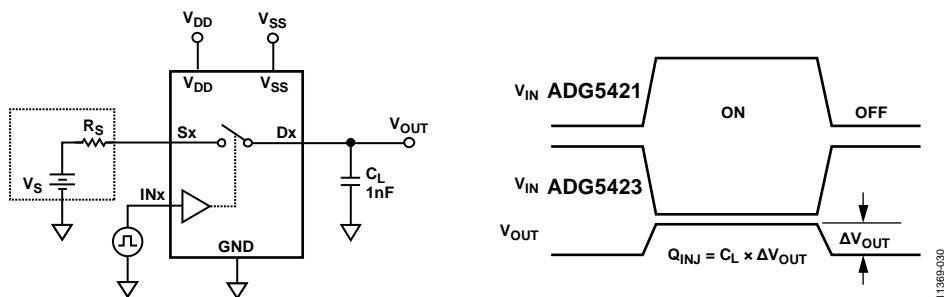 VDD
VSS
VDD
VSS
RS
Sx
Dx
VOUT
VS
CL
1nF
INx
GND
VIN ADG5421
ON
OFF
VIN ADG5423
VOUT
QINJ = CL × ΔVOUT
ΔVOUT
11369-030